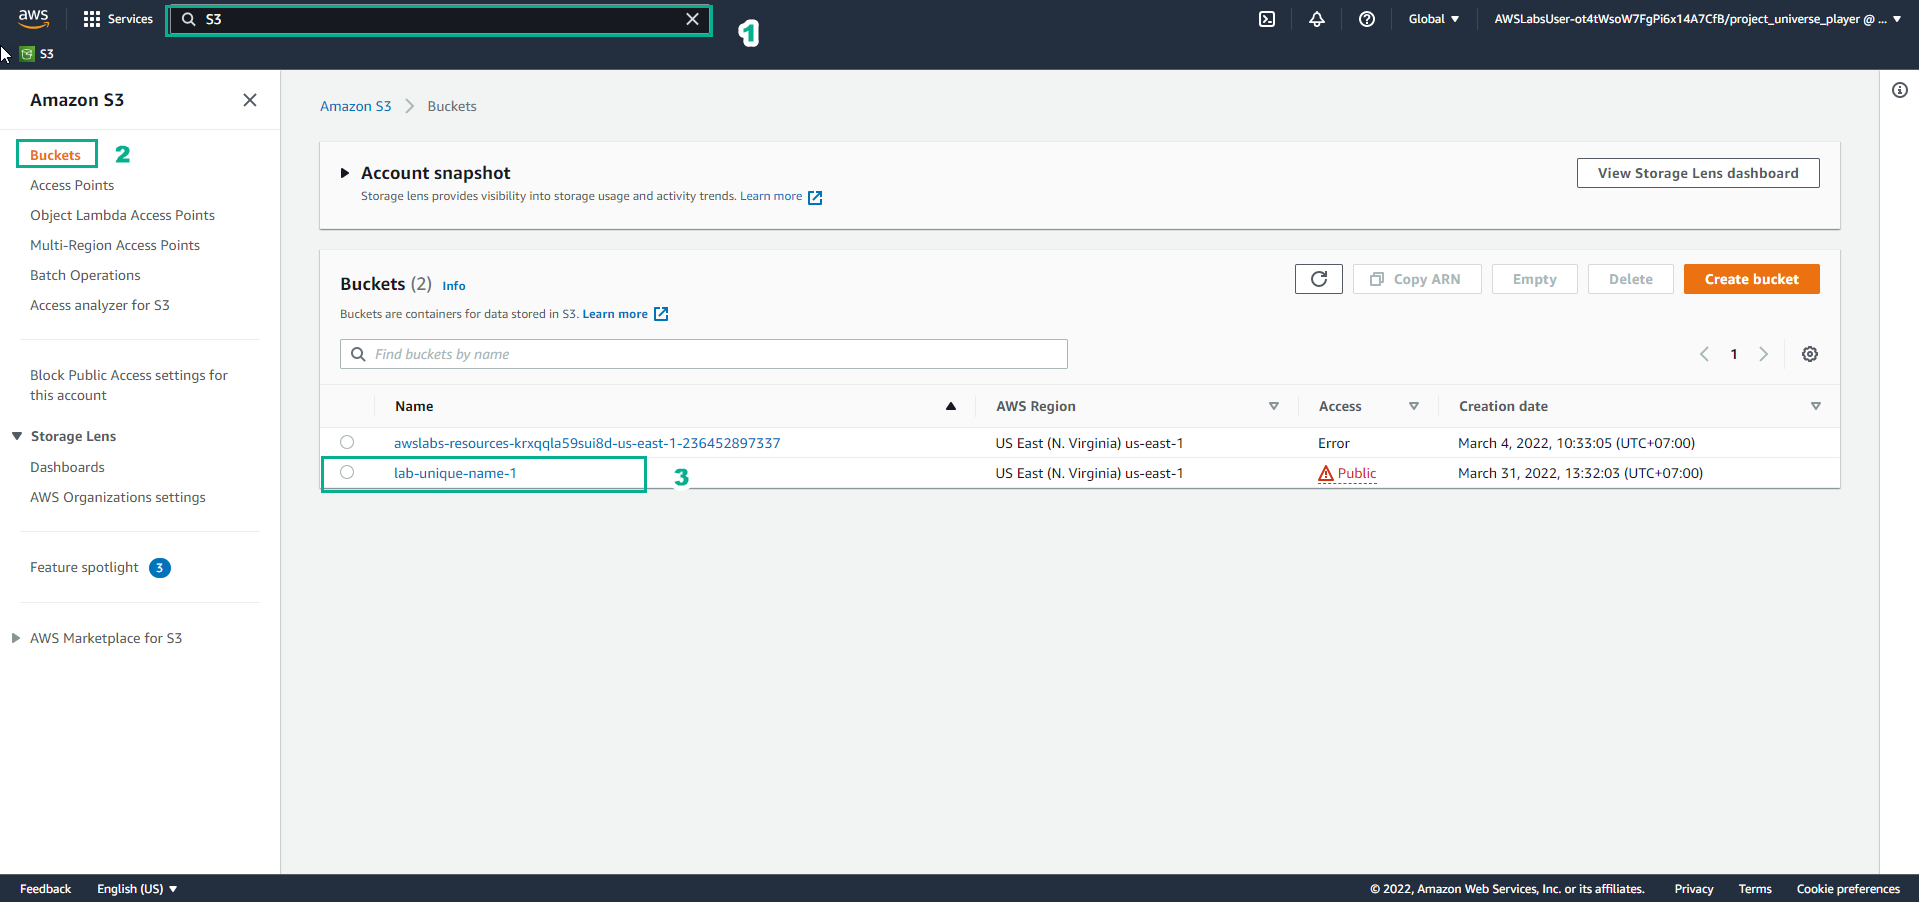 aws
Services
S3
1
Global
AWSLabsUser-ot4tWsoW7FgPi6x14A7CfB/project_universe_player @ ...
S3
Amazon S3
Buckets
2
Access Points
Object Lambda Access Points
Multi-Region Access Points
Batch Operations
Access analyzer for S3
Block Public Access settings for
this account
Storage Lens
Dashboards
AWS Organizations settings
Feature spotlight 3
AWS Marketplace for S3
Amazon S3 > Buckets
Account snapshot
Storage lens provides visibility into storage usage and activity trends. Learn more
View Storage Lens dashboard
Buckets (2) Info
Copy ARN
Empty
Delete
Create bucket
Buckets are containers for data stored in S3. Learn more
Find buckets by name
1
Name AWS Region Access Creation date
awslabs-resources-krxqqla59sui8d-us-east-1-236452897337 US East (N. Virginia) us-east-1 Error March 4, 2022, 10:33:05 (UTC+07:00)
lab-unique-name-1 3 US East (N. Virginia) us-east-1 Public March 31, 2022, 13:32:03 (UTC+07:00)
Feedback English (US) © 2022, Amazon Web Services, Inc. or its affiliates. Privacy Terms Cookie preferences